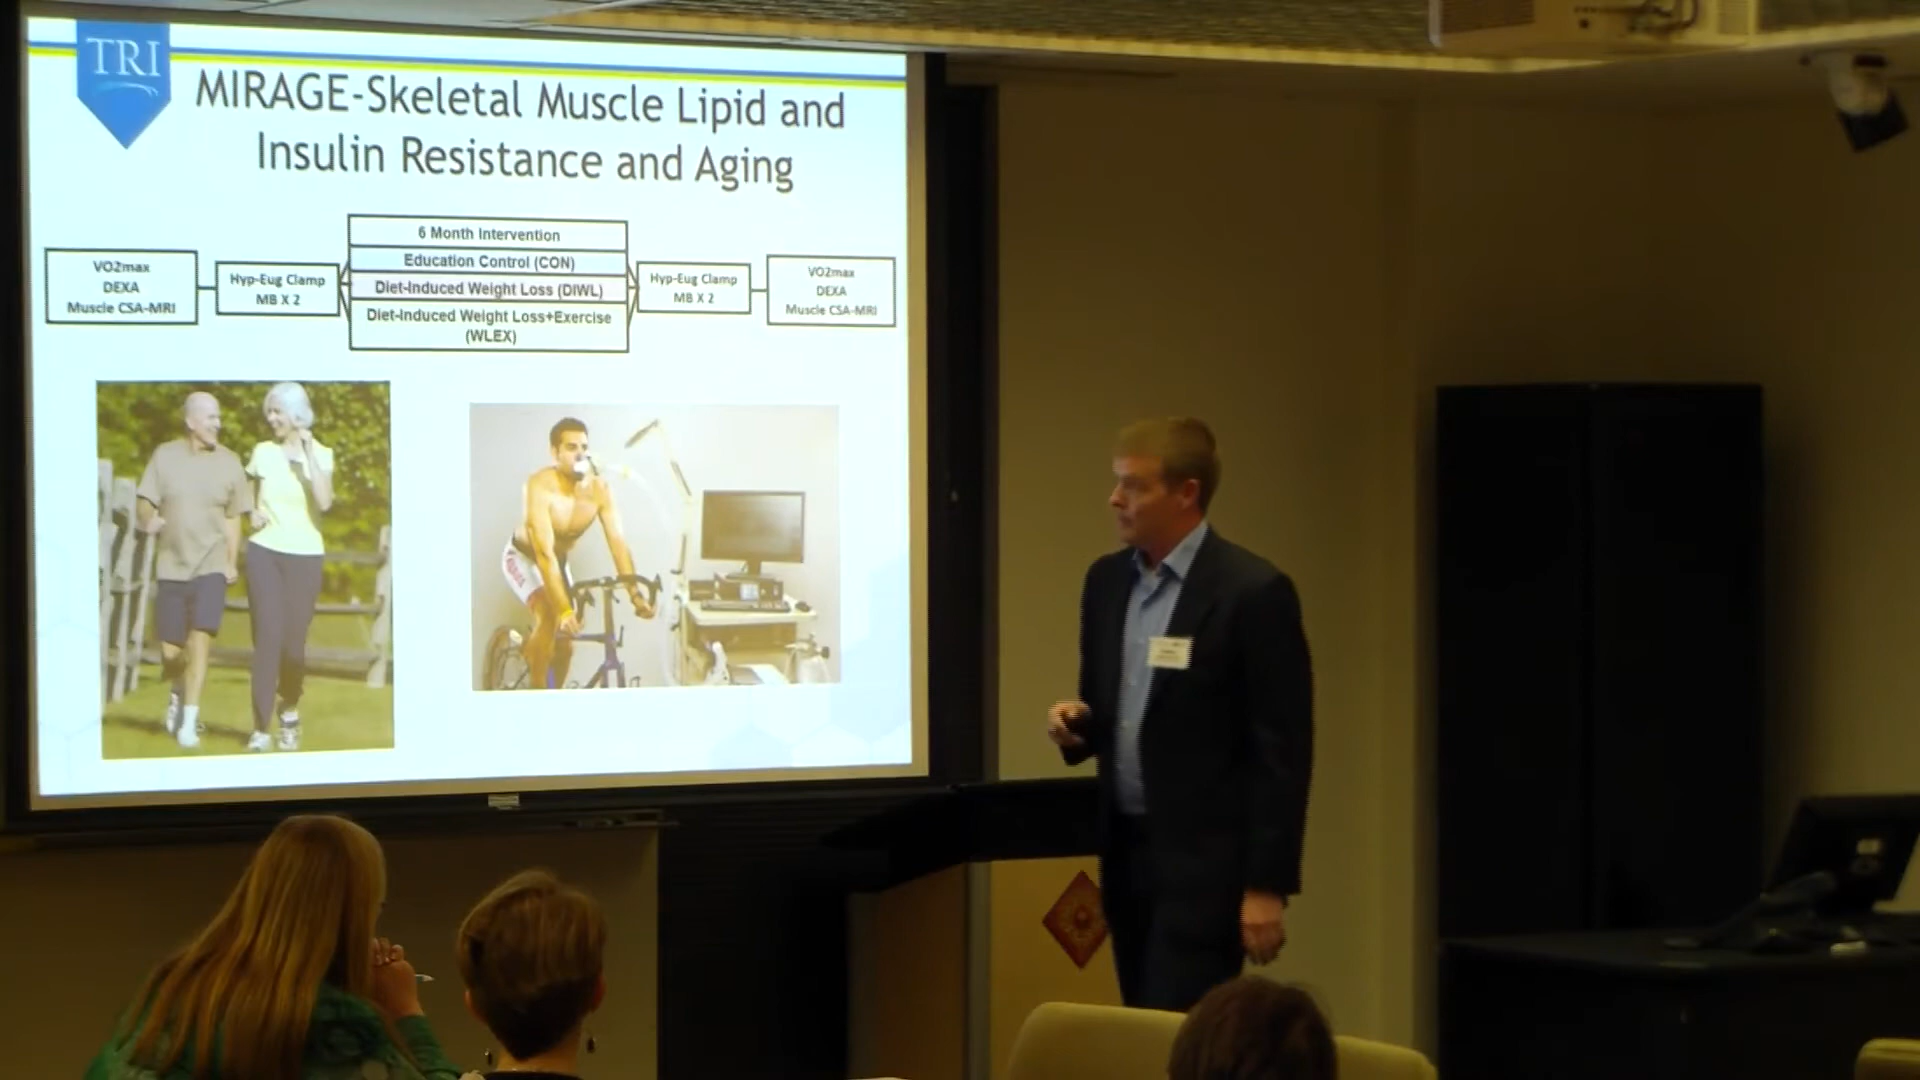 TRI
MIRAGE-Skeletal Muscle Lipid and
Insulin Resistance and Aging
VO2max
DEXA
Muscle CSA-MRI
Hyp-Eug Clamp
MB X 2
6 Month Intervention
Education Control (CON)
Diet-Induced Weight Loss (DIWL)
Diet-Induced Weight Loss+Exercise
(WLEX)
Hyp-Eug Clamp
MB X 2
VO2max
DEXA
Muscle CSA-MRI